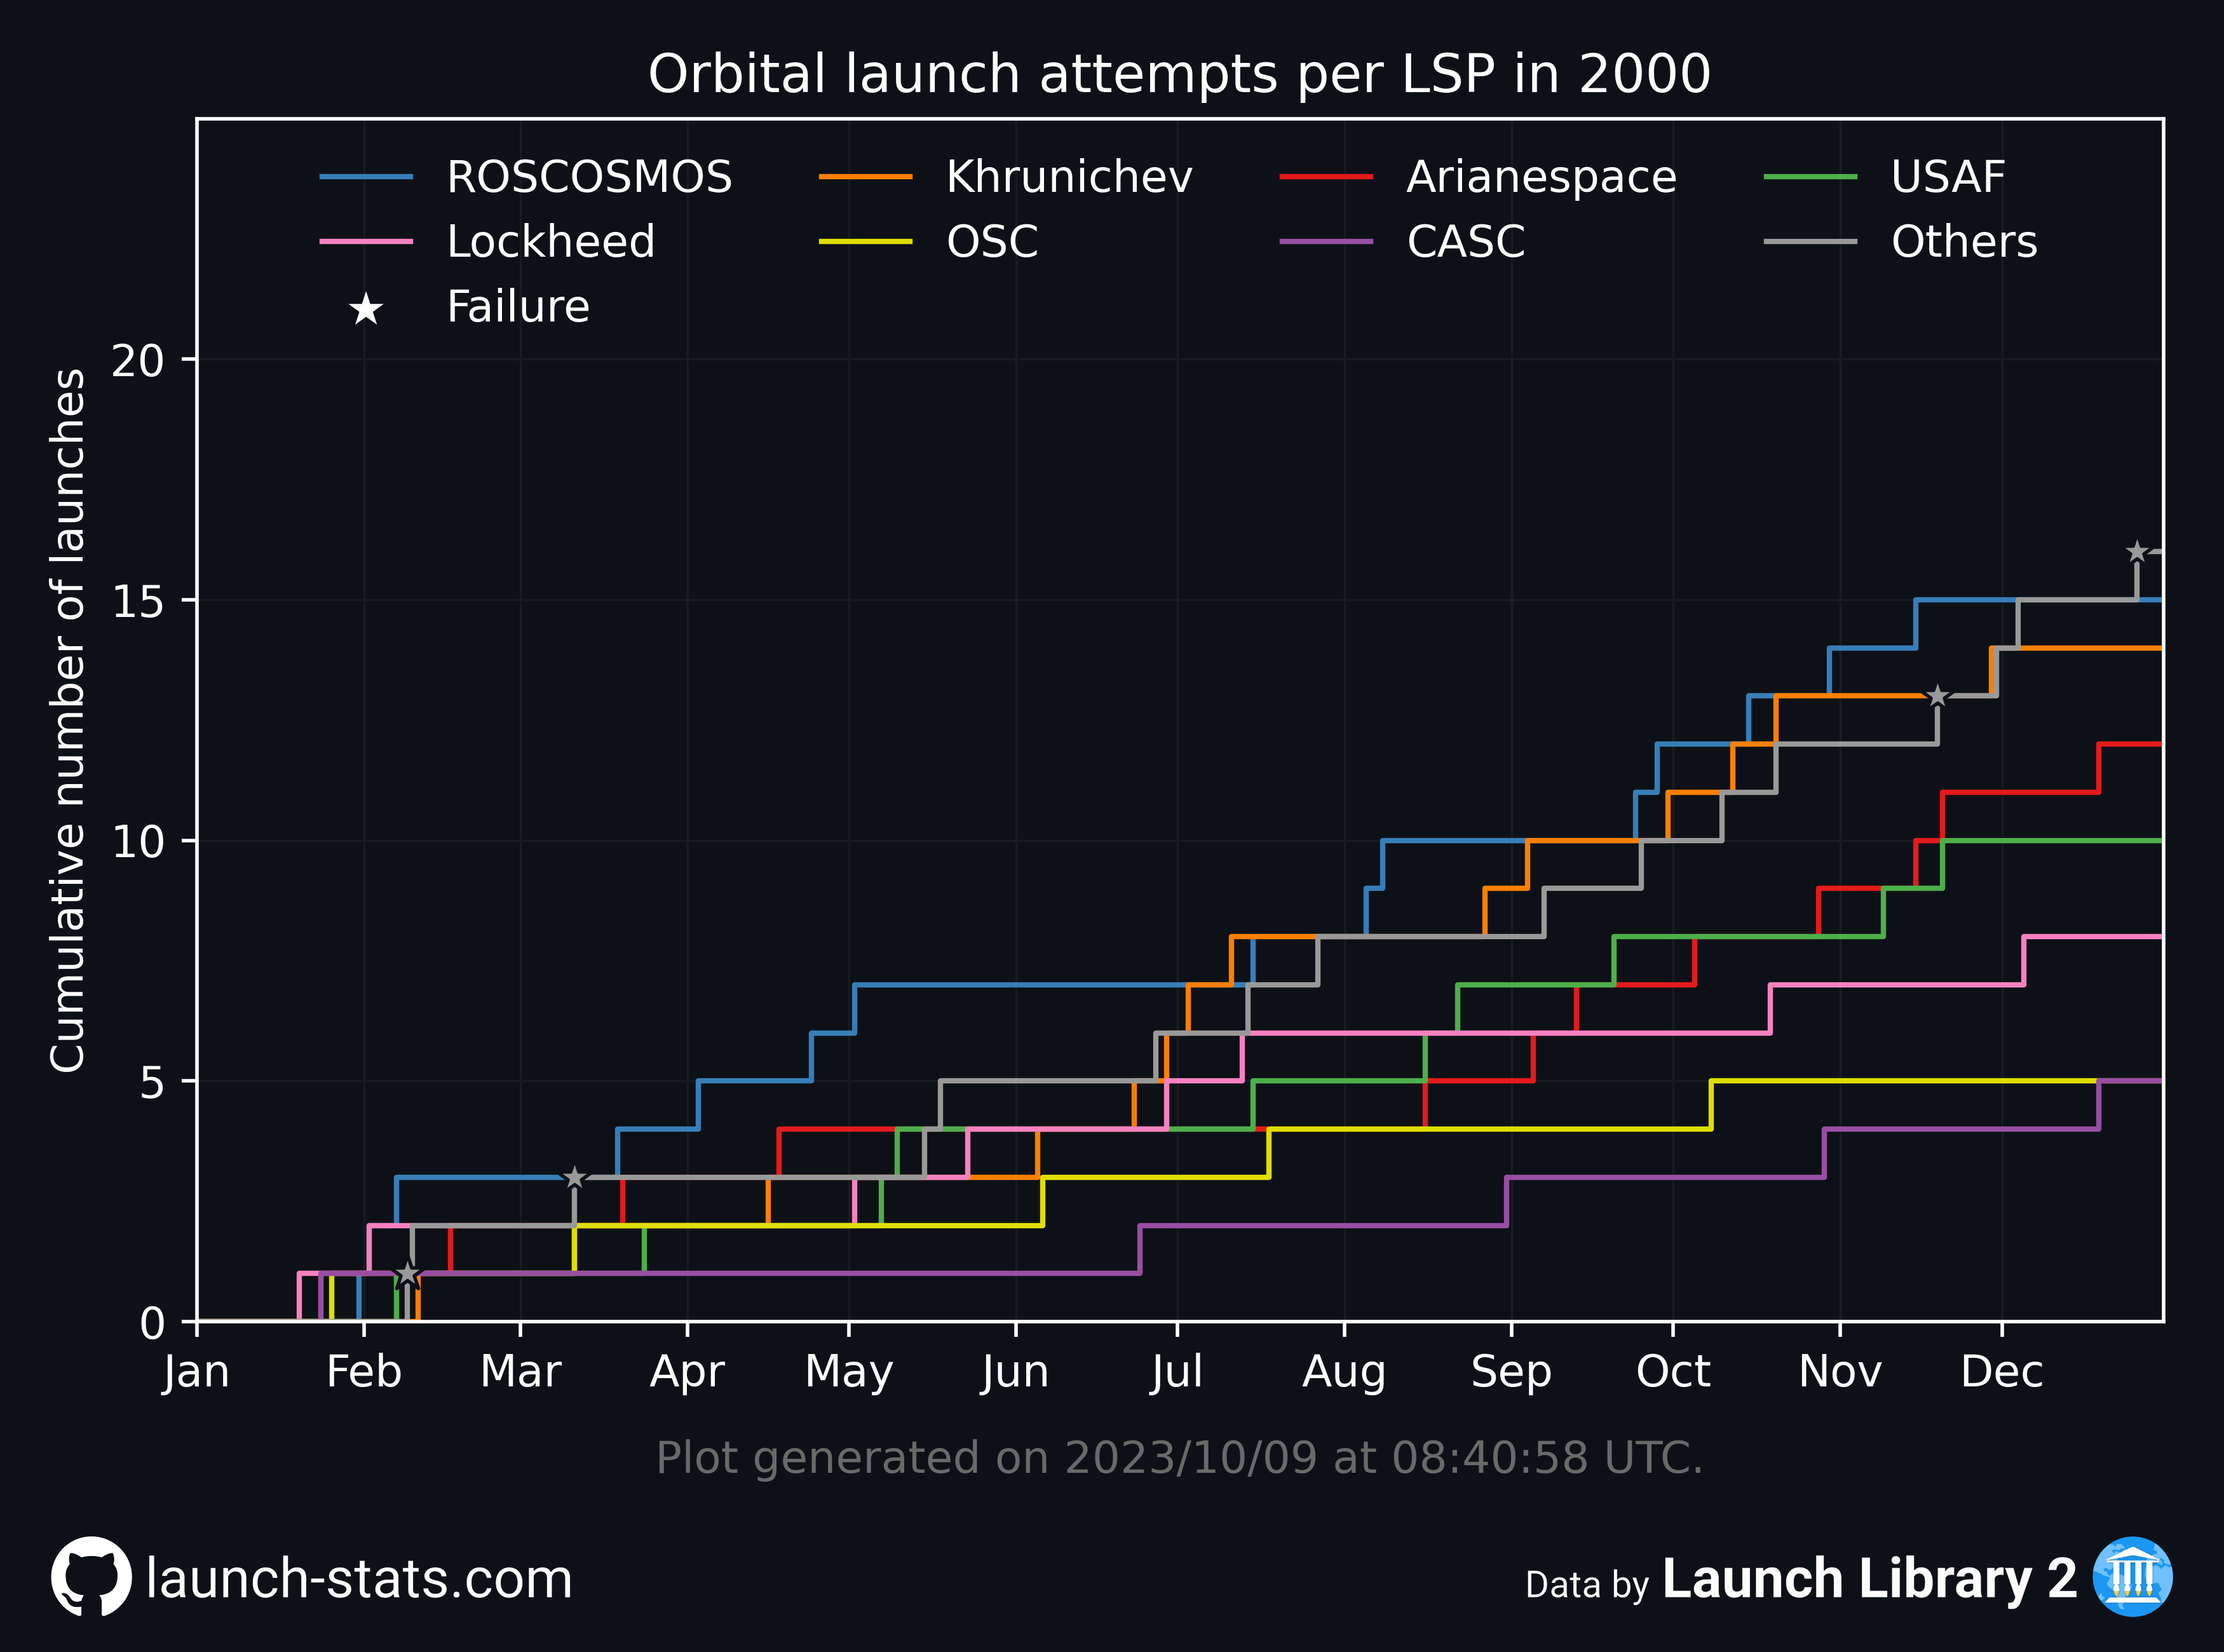 Orbital launch attempts per LSP in 2000
ROSCOSMOS Khrunichev Arianespace USAF
Lockheed OSC CASC Others
Failure
Cumulative number of launches
20
15
10
5
0
Jan Feb Mar Apr May Jun Jul Aug Sep Oct Nov Dec
Plot generated on 2023/10/09 at 08:40:58 UTC.
launch-stats.com
Data by Launch Library 2